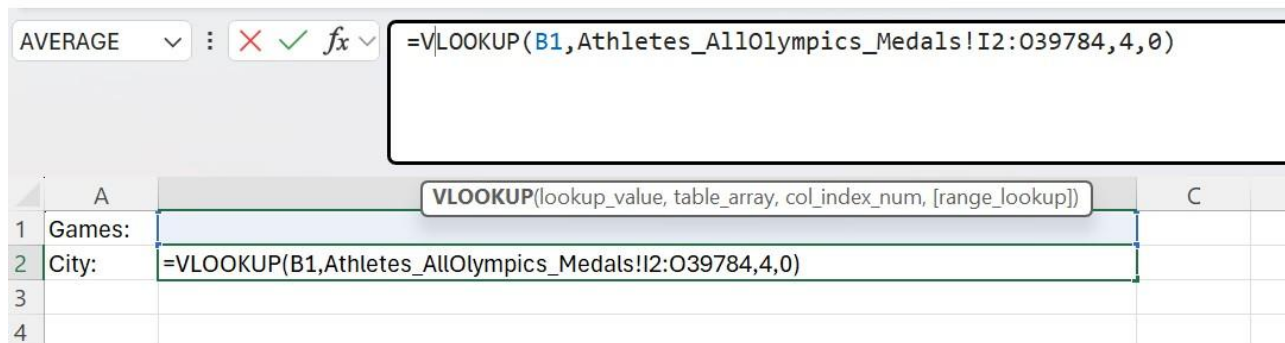 AVERAGE fx =VLOOKUP(B1,Athletes_AllOlympics_Medals!I2:O39784,4,0)
VLOOKUP(lookup_value, table_array, col_index_num, [range_lookup])
A C
1 Games:
2 City: =VLOOKUP(B1,Athletes_AllOlympics_Medals!I2:O39784,4,0)
3
4